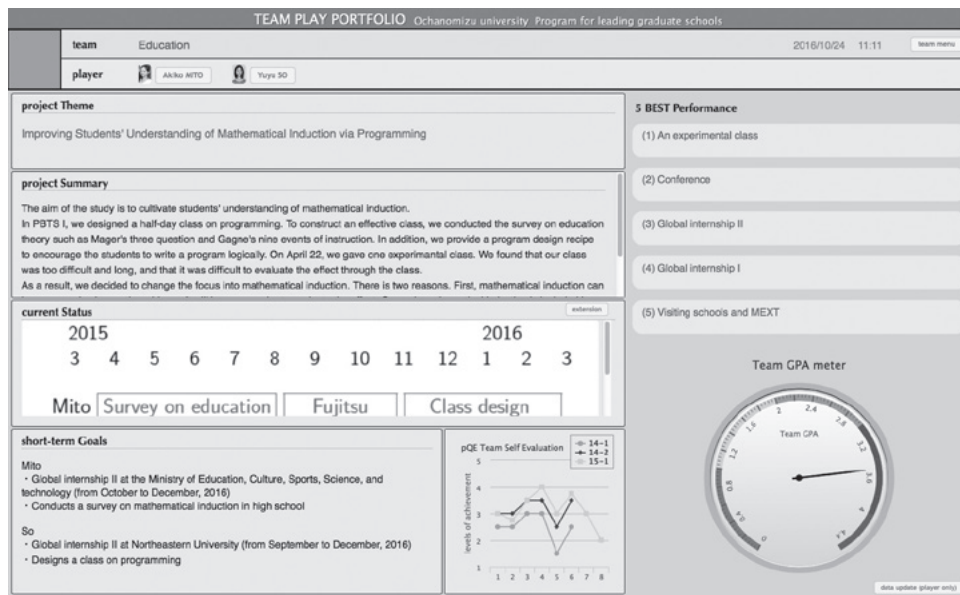 TEAM PLAY PORTFOLIO Ochanomizu university Program for leading graduate schools
team Education 2016/10/24 11:11 team menu
player Akiko MITO Yuya SO
project Theme
Improving Students' Understanding of Mathematical Induction via Programming
project Summary
The aim of the study is to cultivate students' understanding of mathematical induction.
In PBTS I, we designed a half-day class on programming. To construct an effective class, we conducted the survey on education
theory such as Mager's three question and Gagne's nine events of instruction. In addition, we provide a program design recipe
to encourage the students to write a program logically. On April 22, we gave one experimantal class. We found that our class
was too difficult and long, and that it was difficult to evaluate the effect through the class.
As a result, we decided to change the focus into mathematical induction. There is two reasons. First, mathematical induction can
current Status extension
2015 2016
3 4 5 6 7 8 9 10 11 12 1 2 3
Mito Survey on education Fujitsu Class design
short-term Goals
Mito
・Global internship II at the Ministry of Education, Culture, Sports, Science, and
technology (from October to December, 2016)
・Conducts a survey on mathematical induction in high school
So
・Global internship II at Northeastern University (from September to December, 2016)
・Designs a class on programming
pQE Team Self Evaluation
14-1
14-2
15-1
levels of achievement
5
4
3
2
1
1 2 3 4 5 6 7 8
5 BEST Performance
(1) An experimental class
(2) Conference
(3) Global internship II
(4) Global internship I
(5) Visiting schools and MEXT
Team GPA meter
Team GPA
0
0.4
0.8
1.2
1.6
2
2.4
2.8
3.2
3.6
4
4.4
data update (player only)